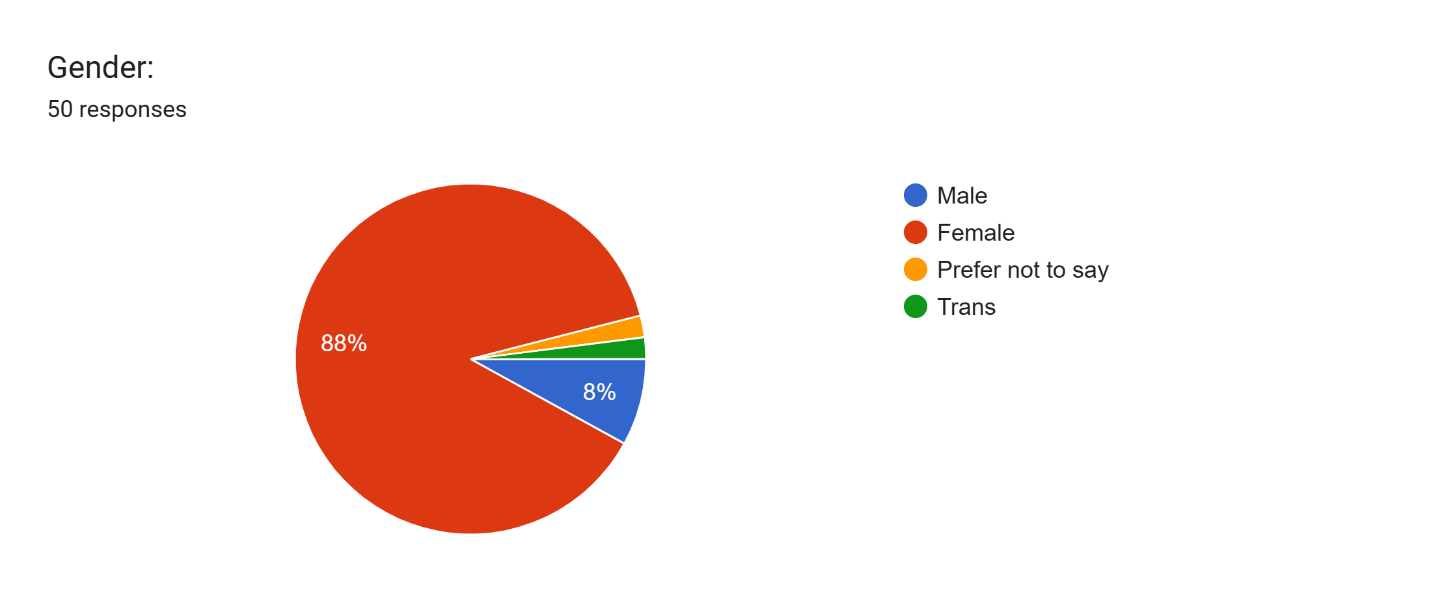 Gender:
50 responses
88%
8%
Male
Female
Prefer not to say
Trans